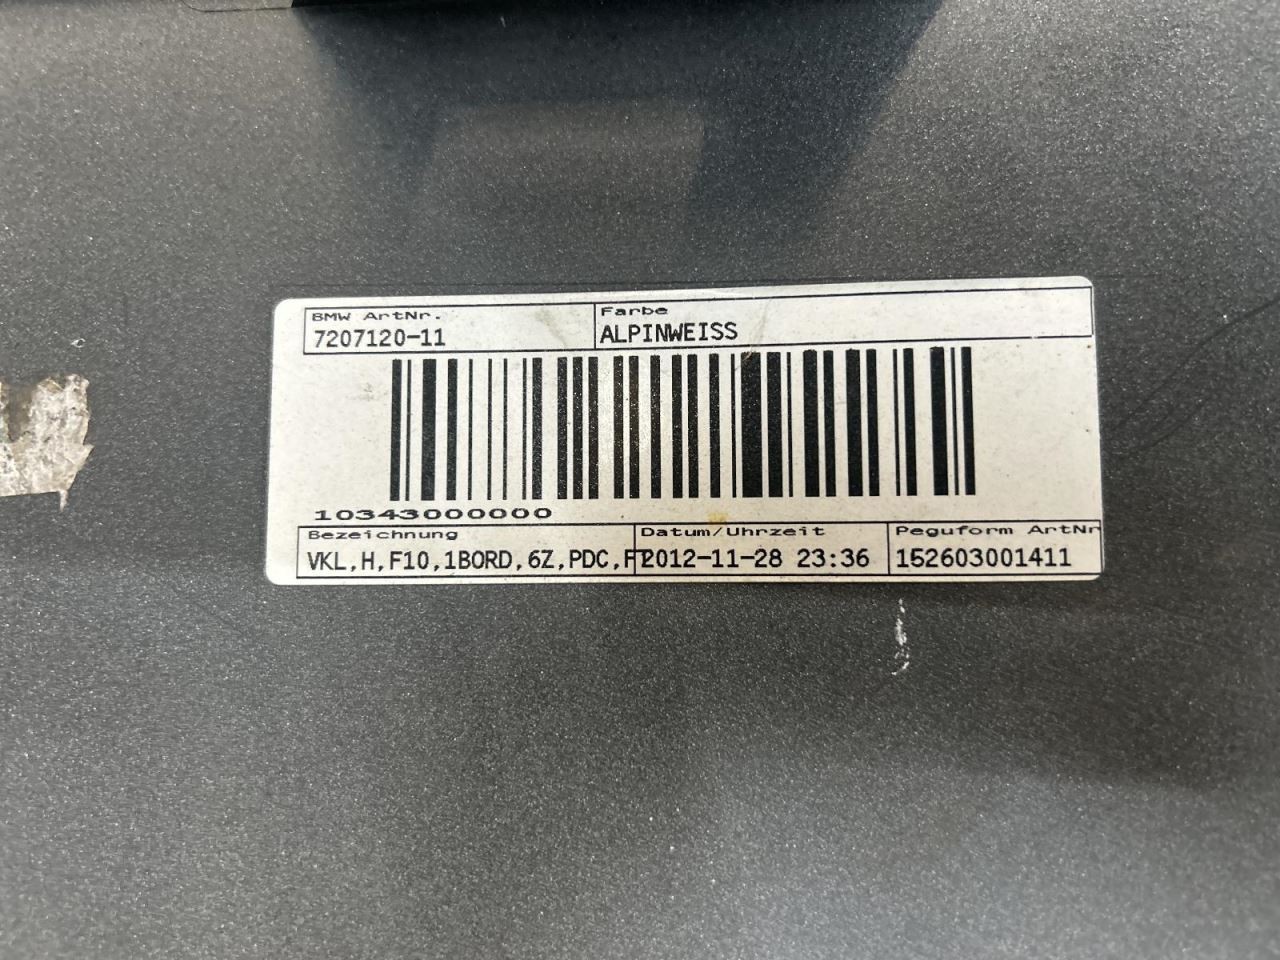 BMW ArtNr.
7207120-11
Farbe
ALPINWEISS
10343000000
Bezeichnung
VKL,H,F10,1BORD,6Z,PDC,F
Datum/Uhrzeit
2012-11-28 23:36
Peguform ArtNr
152603001411